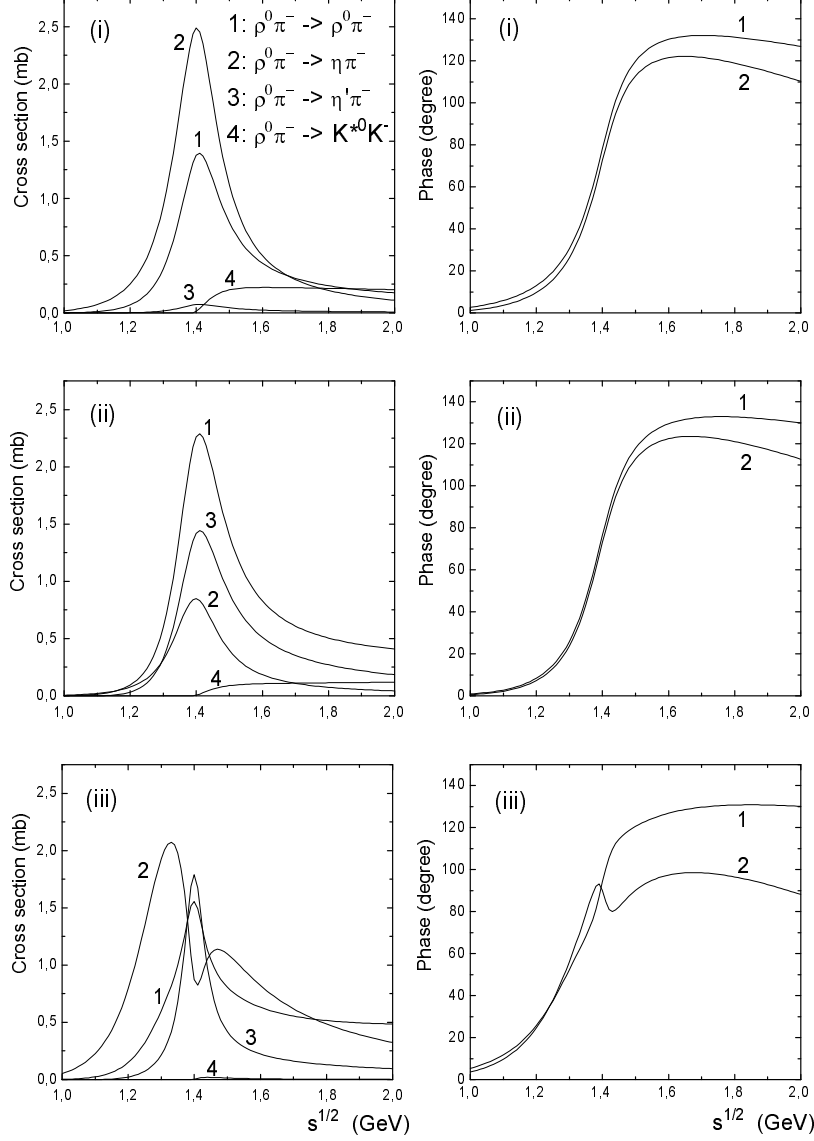 (i)
1: ρ⁰π⁻ -> ρ⁰π⁻
2: ρ⁰π⁻ -> ηπ⁻
3: ρ⁰π⁻ -> η'π⁻
4: ρ⁰π⁻ -> K*⁰K⁻
2
1
3
4
Cross section (mb)
2,5
2,0
1,5
1,0
0,5
0,0
1,0 1,2 1,4 1,6 1,8 2,0
(i)
1
2
Phase (degree)
140
120
100
80
60
40
20
0
1,0 1,2 1,4 1,6 1,8 2,0
(ii)
1
3
2
4
Cross section (mb)
2,5
2,0
1,5
1,0
0,5
0,0
1,0 1,2 1,4 1,6 1,8 2,0
(ii)
1
2
Phase (degree)
140
120
100
80
60
40
20
0
1,0 1,2 1,4 1,6 1,8 2,0
(iii)
2
1
3
4
Cross section (mb)
2,5
2,0
1,5
1,0
0,5
0,0
1,0 1,2 1,4 1,6 1,8 2,0
s^1/2 (GeV)
(iii)
1
2
Phase (degree)
140
120
100
80
60
40
20
0
1,0 1,2 1,4 1,6 1,8 2,0
s^1/2 (GeV)